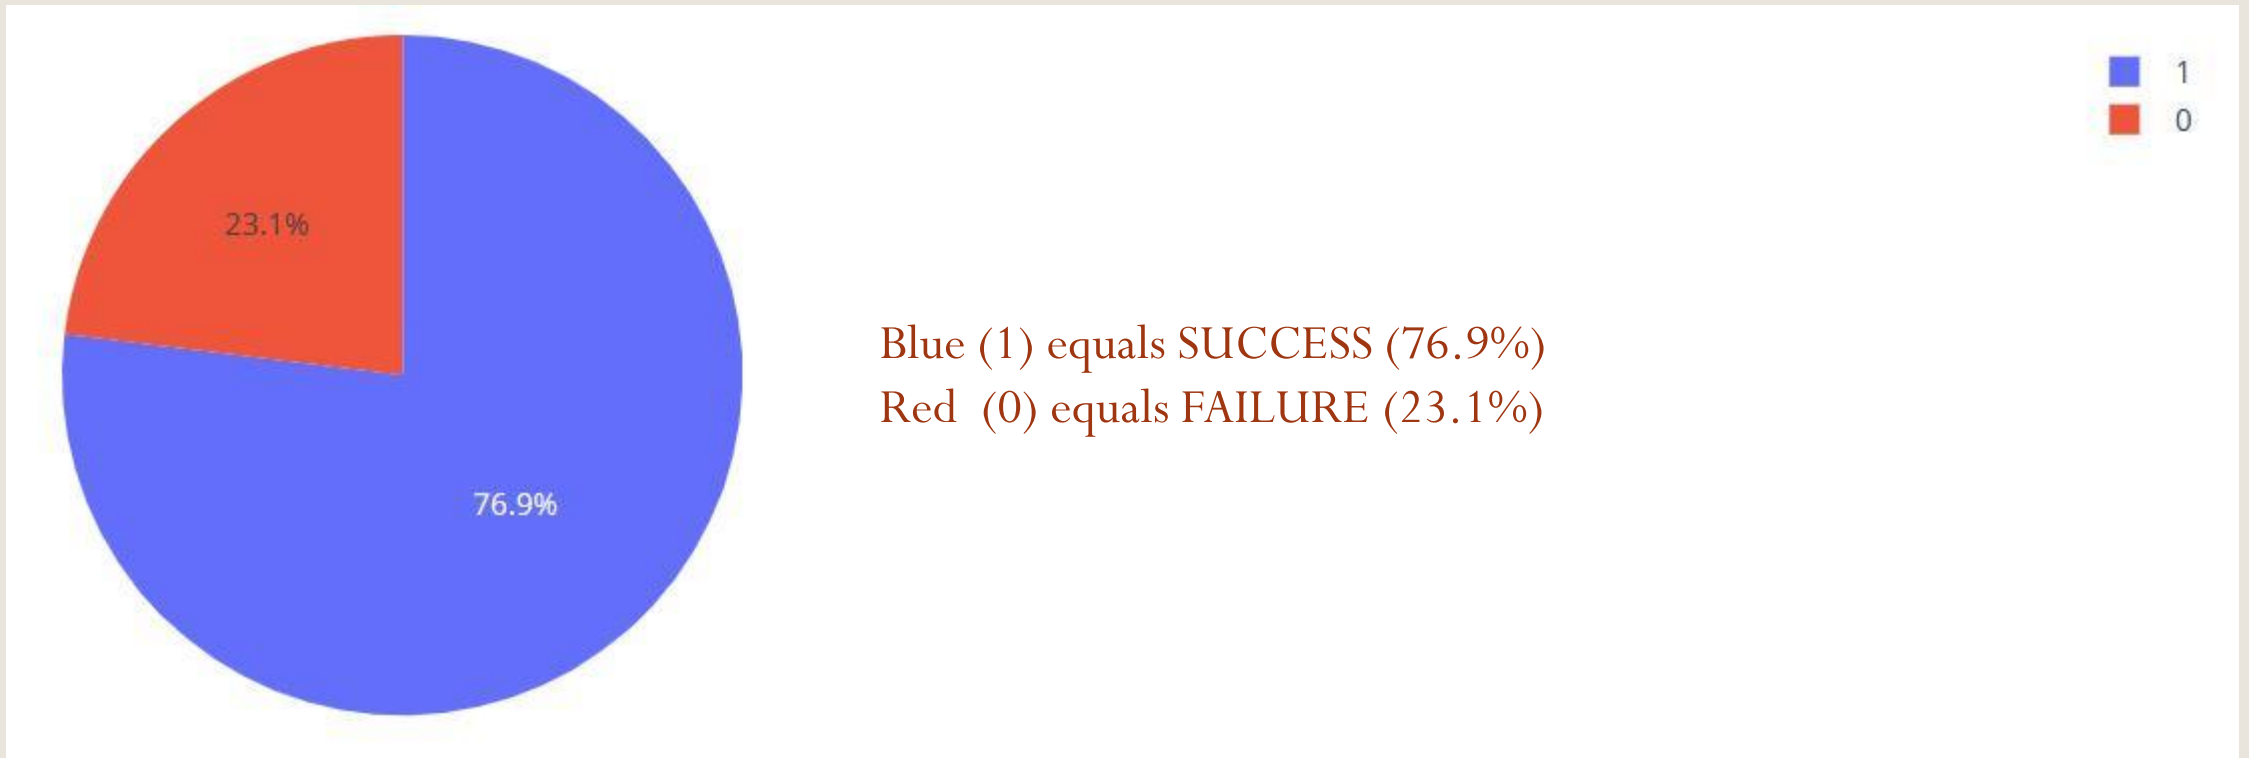 1
0
23.1%
Blue (1) equals SUCCESS (76.9%)
Red (0) equals FAILURE (23.1%)
76.9%